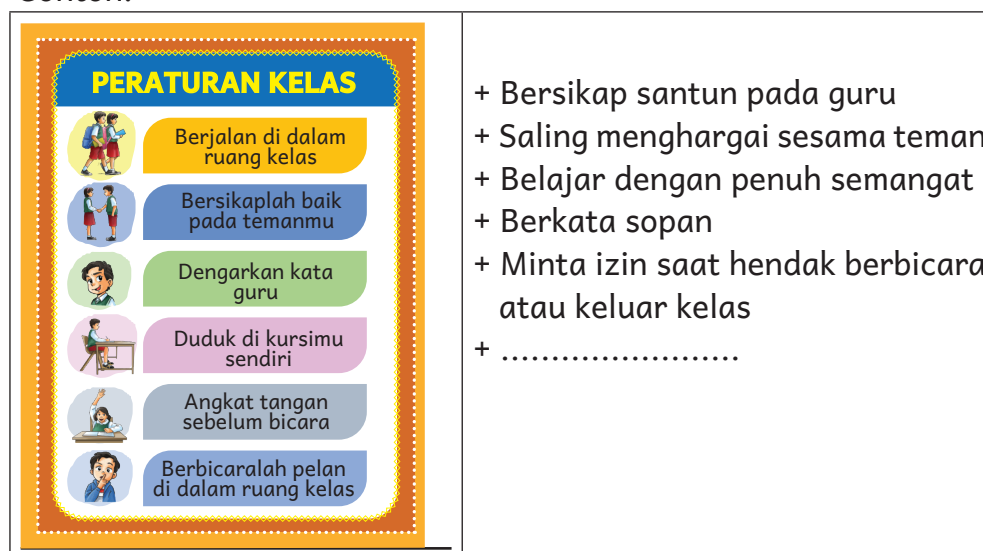 Contoh:
PERATURAN KELAS
Berjalan di dalam
ruang kelas
Bersikaplah baik
pada temanmu
Dengarkan kata
guru
Duduk di kursimu
sendiri
Angkat tangan
sebelum bicara
Berbicaralah pelan
di dalam ruang kelas
+ Bersikap santun pada guru
+ Saling menghargai sesama teman
+ Belajar dengan penuh semangat
+ Berkata sopan
+ Minta izin saat hendak berbicara
atau keluar kelas
+ ........................